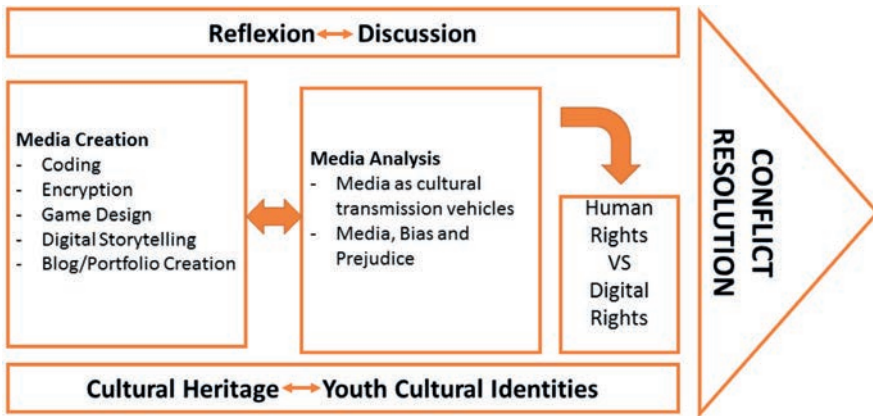 Reflexion Discussion
Media Creation
- Coding
- Encryption
- Game Design
- Digital Storytelling
- Blog/Portfolio Creation
Media Analysis
- Media as cultural
transmission vehicles
- Media, Bias and
Prejudice
Human
Rights
VS
Digital
Rights
CONFLICT
RESOLUTION
Cultural Heritage Youth Cultural Identities